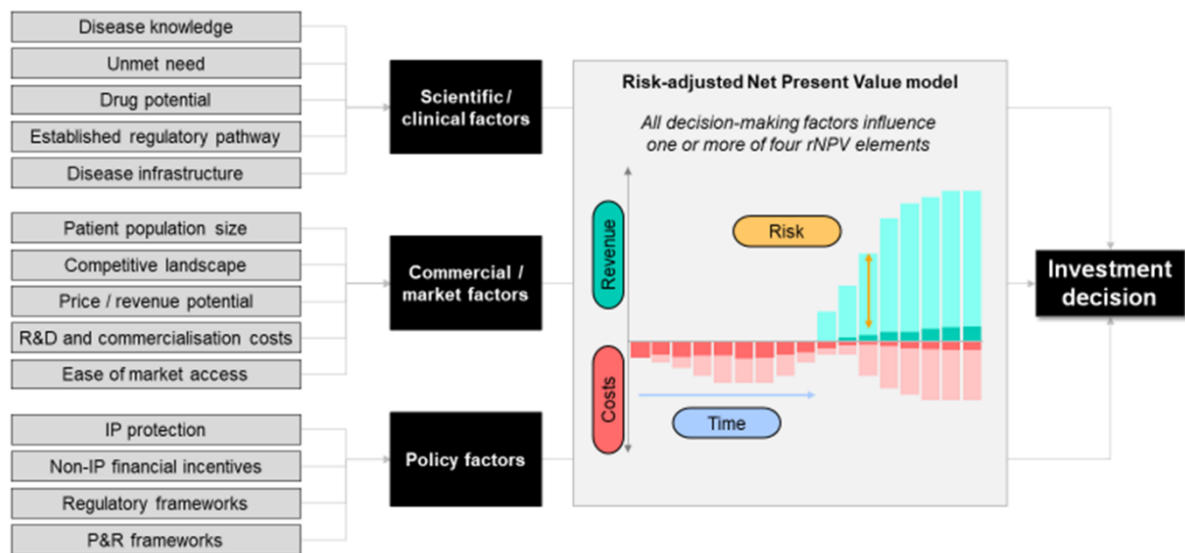 Disease knowledge
Unmet need
Drug potential
Established regulatory pathway
Disease infrastructure
Scientific /
clinical factors
Patient population size
Competitive landscape
Price / revenue potential
R&D and commercialisation costs
Ease of market access
Commercial /
market factors
IP protection
Non-IP financial incentives
Regulatory frameworks
P&R frameworks
Policy factors
Risk-adjusted Net Present Value model
All decision-making factors influence
one or more of four rNPV elements
Revenue
Risk
Costs
Time
Investment
decision